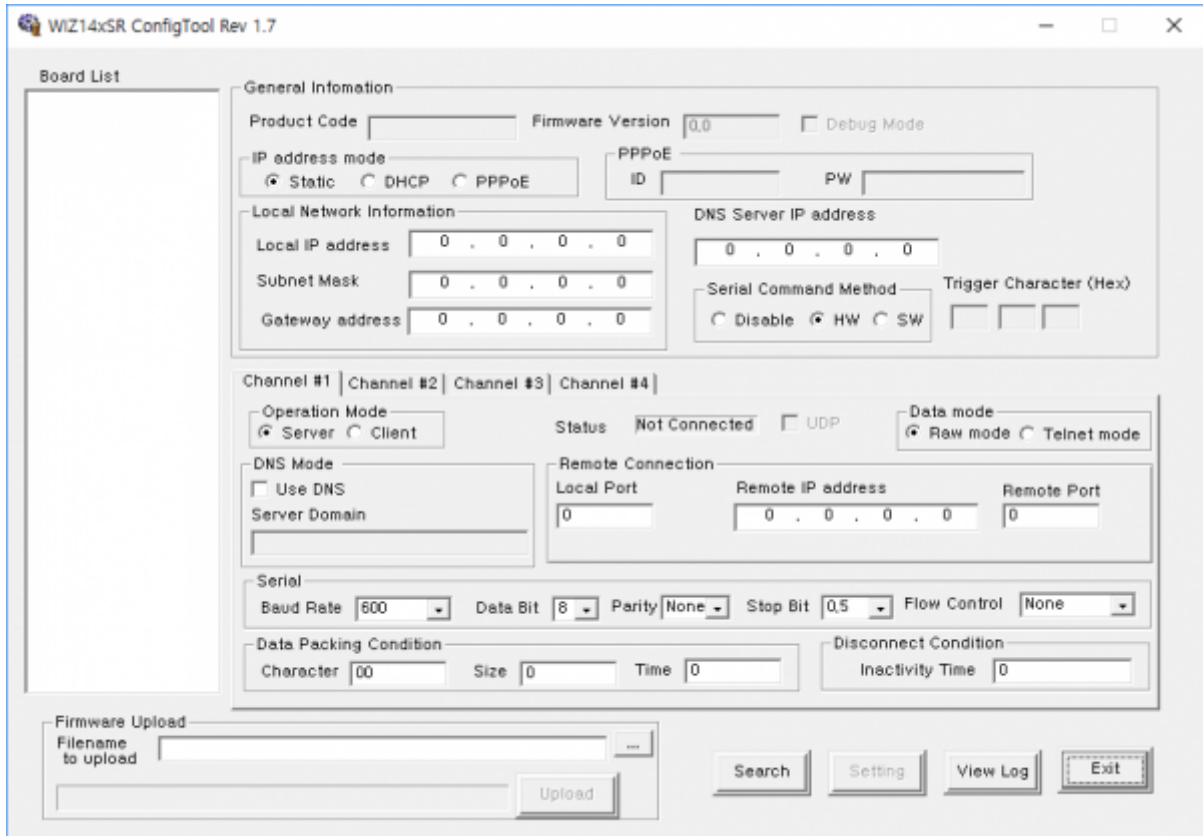 WIZ14xSR ConfigTool Rev 1.7
Board List
General Infomation
Product Code Firmware Version 0,0 Debug Mode
IP address mode
Static DHCP PPPoE
PPPoE
ID PW
Local Network Information
Local IP address 0 . 0 . 0 . 0
Subnet Mask 0 . 0 . 0 . 0
Gateway address 0 . 0 . 0 . 0
DNS Server IP address
0 . 0 . 0 . 0
Serial Command Method
Disable HW SW
Trigger Character (Hex)
Channel #1 Channel #2 Channel #3 Channel #4
Operation Mode
Server Client
Status Not Connected UDP
Data mode
Raw mode Telnet mode
DNS Mode
Use DNS
Server Domain
Remote Connection
Local Port Remote IP address Remote Port
0 0 . 0 . 0 . 0 0
Serial
Baud Rate 600 Data Bit 8 Parity None Stop Bit 0,5 Flow Control None
Data Packing Condition
Character 00 Size 0 Time 0
Disconnect Condition
Inactivity Time 0
Firmware Upload
Filename
to upload
...
Upload
Search Setting View Log Exit